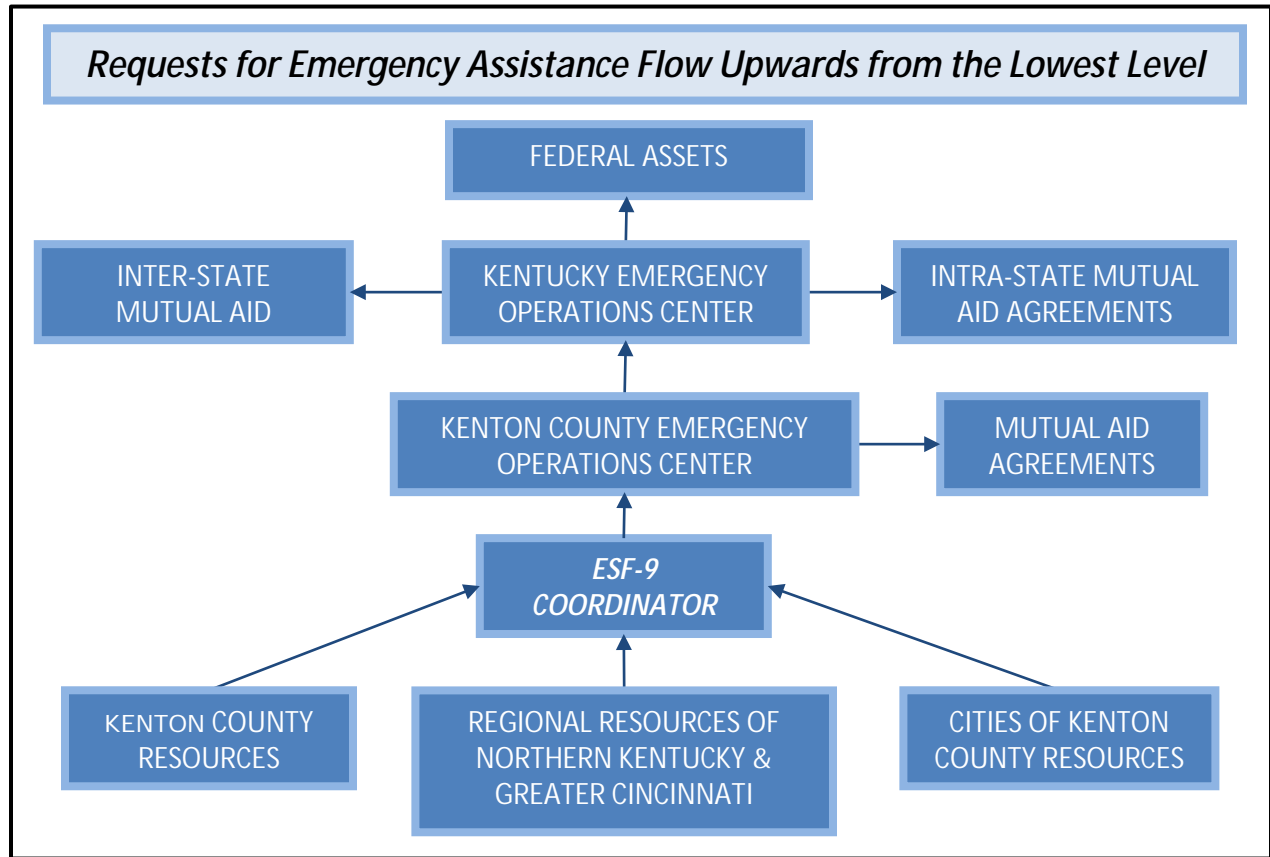 Requests for Emergency Assistance Flow Upwards from the Lowest Level
FEDERAL ASSETS
INTER-STATE
MUTUAL AID
KENTUCKY EMERGENCY
OPERATIONS CENTER
INTRA-STATE MUTUAL
AID AGREEMENTS
KENTON COUNTY EMERGENCY
OPERATIONS CENTER
MUTUAL AID
AGREEMENTS
ESF-9
COORDINATOR
KENTON COUNTY
RESOURCES
REGIONAL RESOURCES OF
NORTHERN KENTUCKY &
GREATER CINCINNATI
CITIES OF KENTON
COUNTY RESOURCES